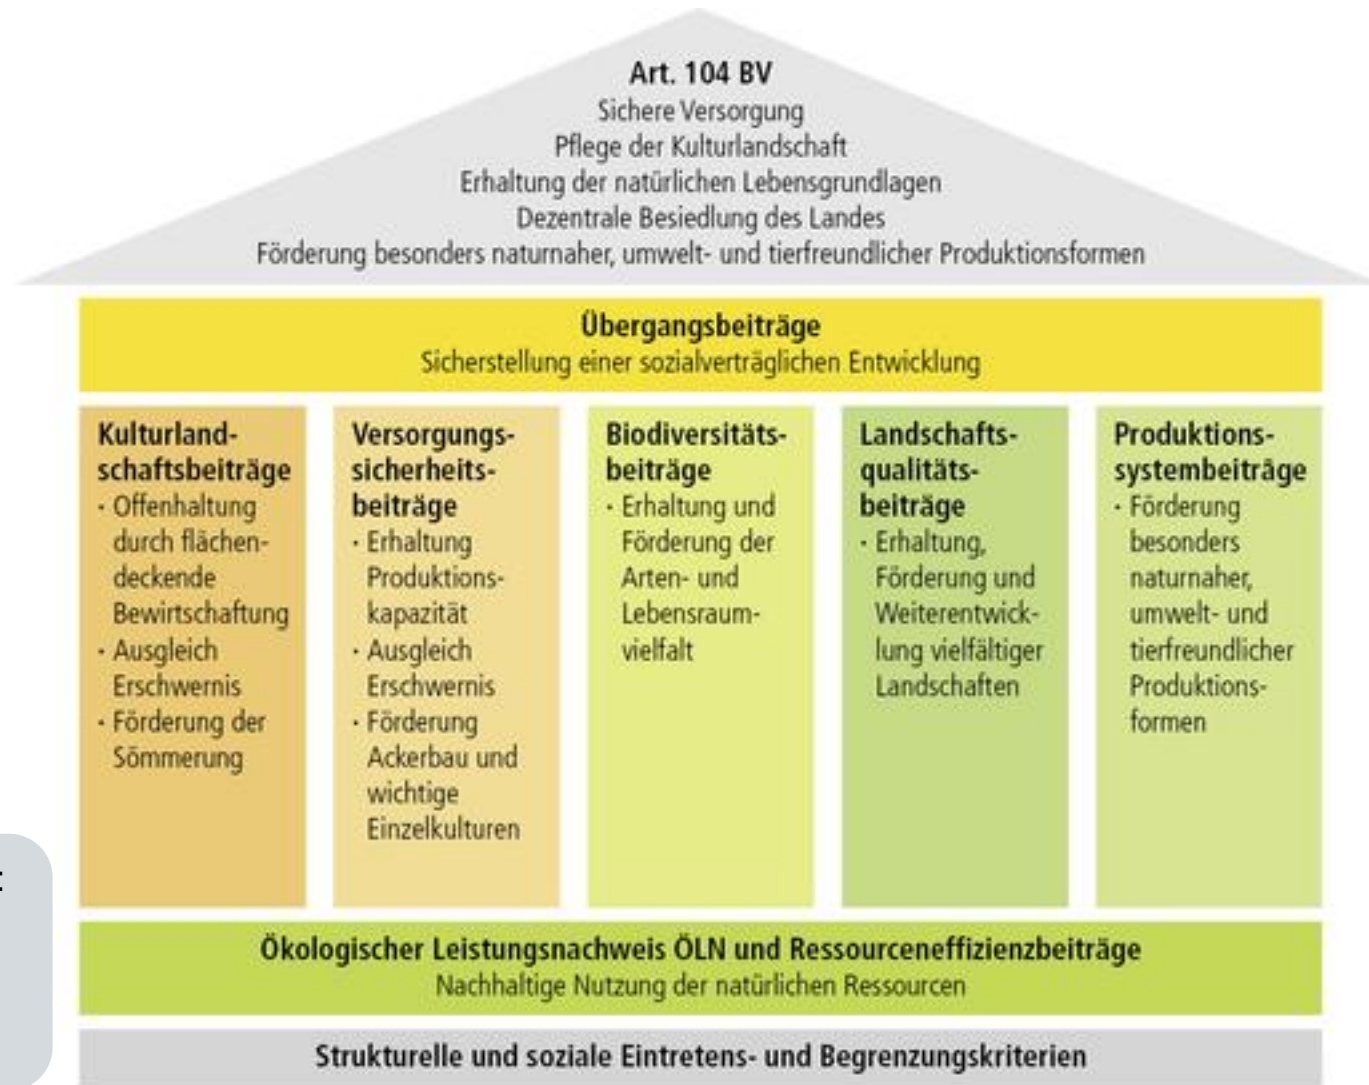 Art. 104 BV
Sichere Versorgung
Pflege der Kulturlandschaft
Erhaltung der natürlichen Lebensgrundlagen
Dezentrale Besiedlung des Landes
Förderung besonders naturnaher, umwelt- und tierfreundlicher Produktionsformen
Übergangsbeiträge
Sicherstellung einer sozialverträglichen Entwicklung
Kulturland-
schaftsbeiträge
· Offenhaltung
durch flächen-
deckende
Bewirtschaftung
· Ausgleich
Erschwernis
· Förderung der
Sömmerung
Versorgungs-
sicherheits-
beiträge
· Erhaltung
Produktions-
kapazität
· Ausgleich
Erschwernis
· Förderung
Ackerbau und
wichtige
Einzelkulturen
Biodiversitäts-
beiträge
· Erhaltung und
Förderung der
Arten- und
Lebensraum-
vielfalt
Landschafts-
qualitäts-
beiträge
· Erhaltung,
Förderung und
Weiterentwick-
lung vielfältiger
Landschaften
Produktions-
systembeiträge
· Förderung
besonders
naturnaher,
umwelt- und
tierfreundlicher
Produktions-
formen
:
Ökologischer Leistungsnachweis ÖLN und Ressourceneffizienzbeiträge
Nachhaltige Nutzung der natürlichen Ressourcen
Strukturelle und soziale Eintretens- und Begrenzungskriterien